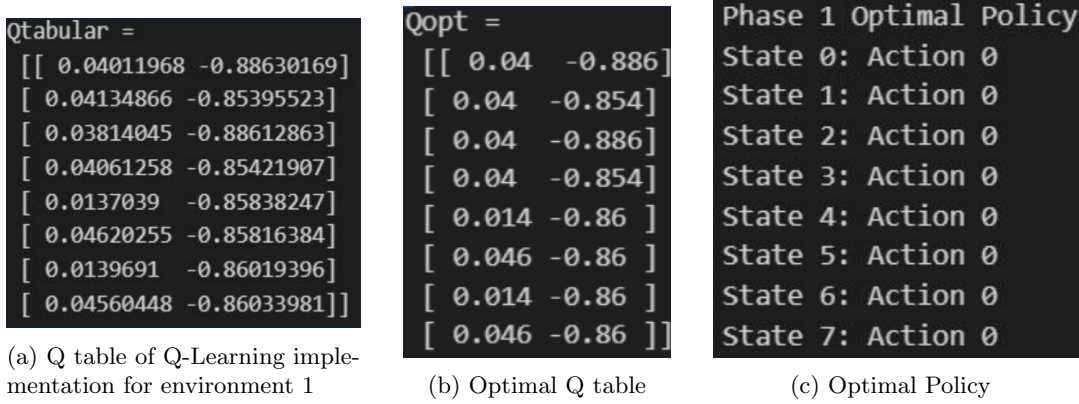 Qtabular =
[[ 0.04011968 -0.88630169]
[ 0.04134866 -0.85395523]
[ 0.03814045 -0.88612863]
[ 0.04061258 -0.85421907]
[ 0.0137039 -0.85838247]
[ 0.04620255 -0.85816384]
[ 0.0139691 -0.86019396]
[ 0.04560448 -0.86033981]]
(a) Q table of Q-Learning imple-
mentation for environment 1
Qopt =
[[ 0.04 -0.886]
[ 0.04 -0.854]
[ 0.04 -0.886]
[ 0.04 -0.854]
[ 0.014 -0.86 ]
[ 0.046 -0.86 ]
[ 0.014 -0.86 ]
[ 0.046 -0.86 ]]
(b) Optimal Q table
Phase 1 Optimal Policy
State 0: Action 0
State 1: Action 0
State 2: Action 0
State 3: Action 0
State 4: Action 0
State 5: Action 0
State 6: Action 0
State 7: Action 0
(c) Optimal Policy